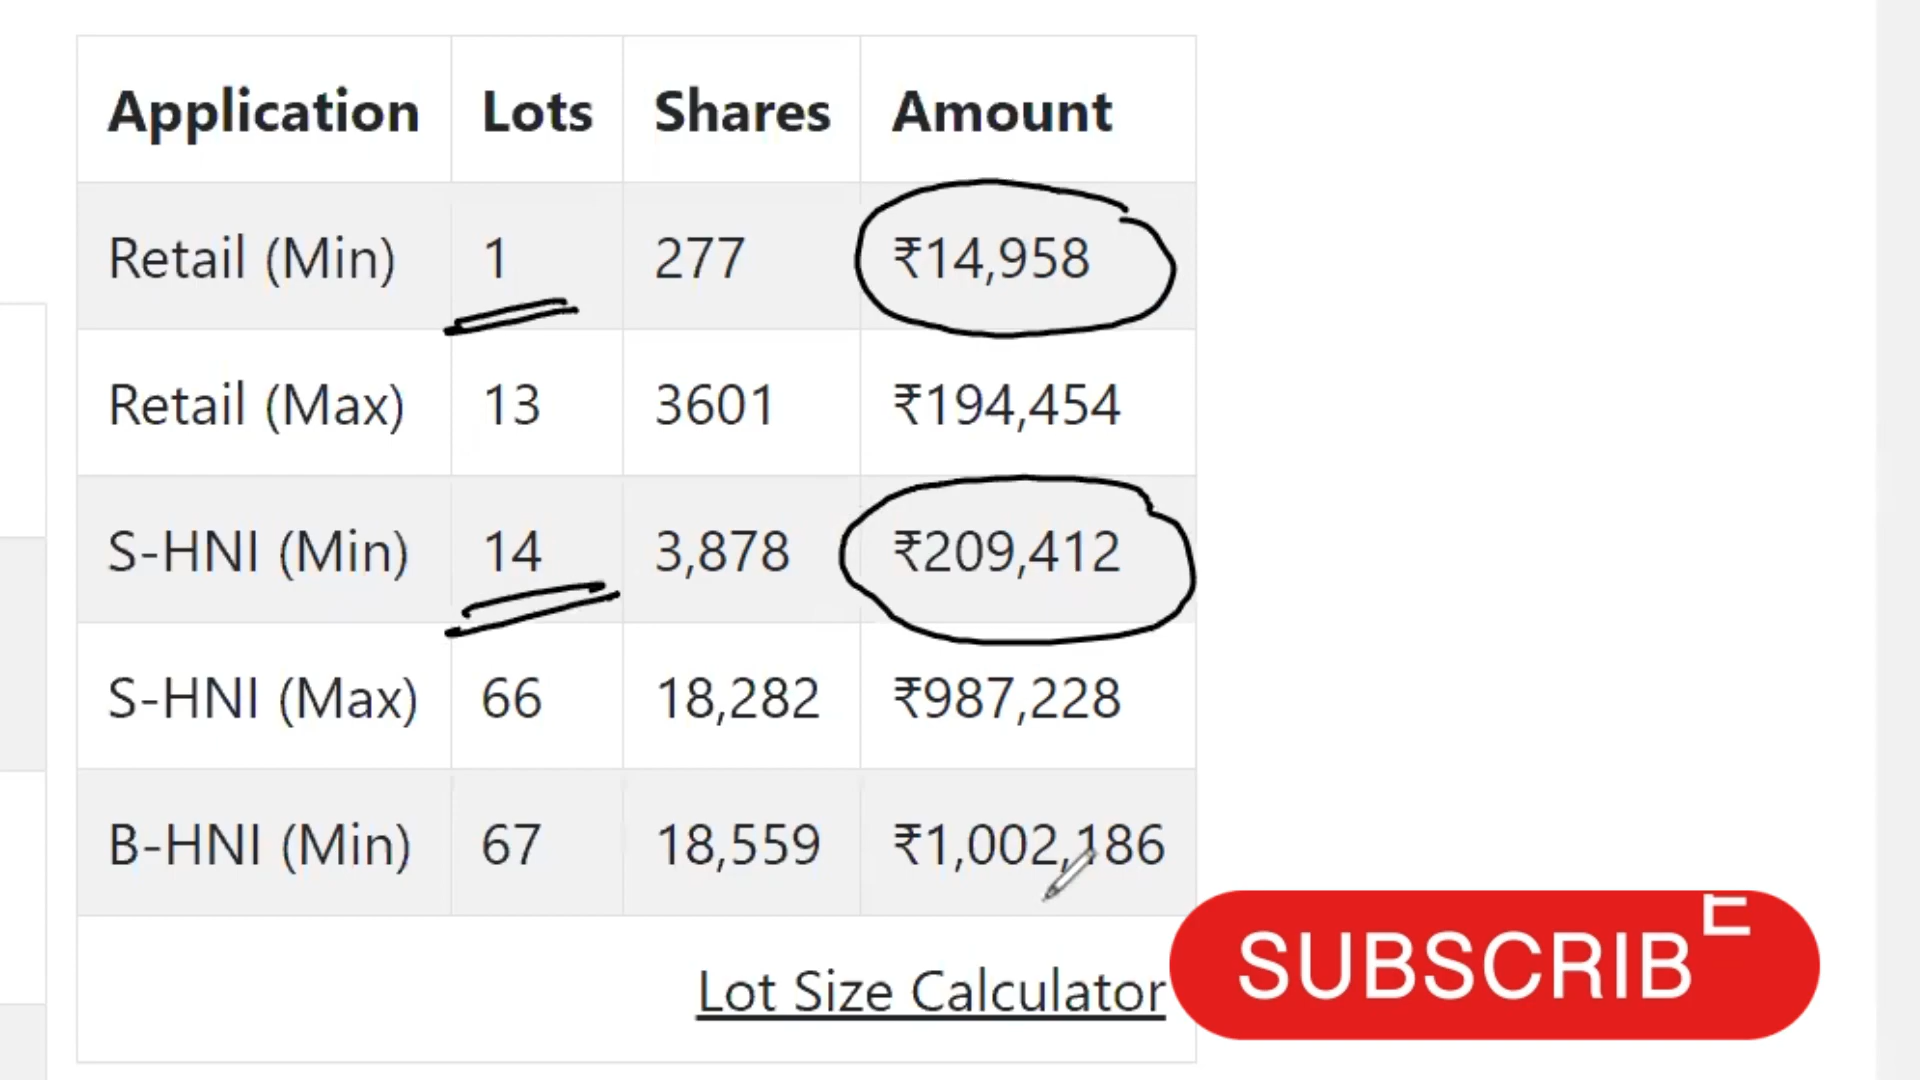 Application Lots Shares Amount
Retail (Min) 1 277 ₹14,958
Retail (Max) 13 3601 ₹194,454
S-HNI (Min) 14 3,878 ₹209,412
S-HNI (Max) 66 18,282 ₹987,228
B-HNI (Min) 67 18,559 ₹1,002,186
Lot Size Calculator
SUBSCRIBE